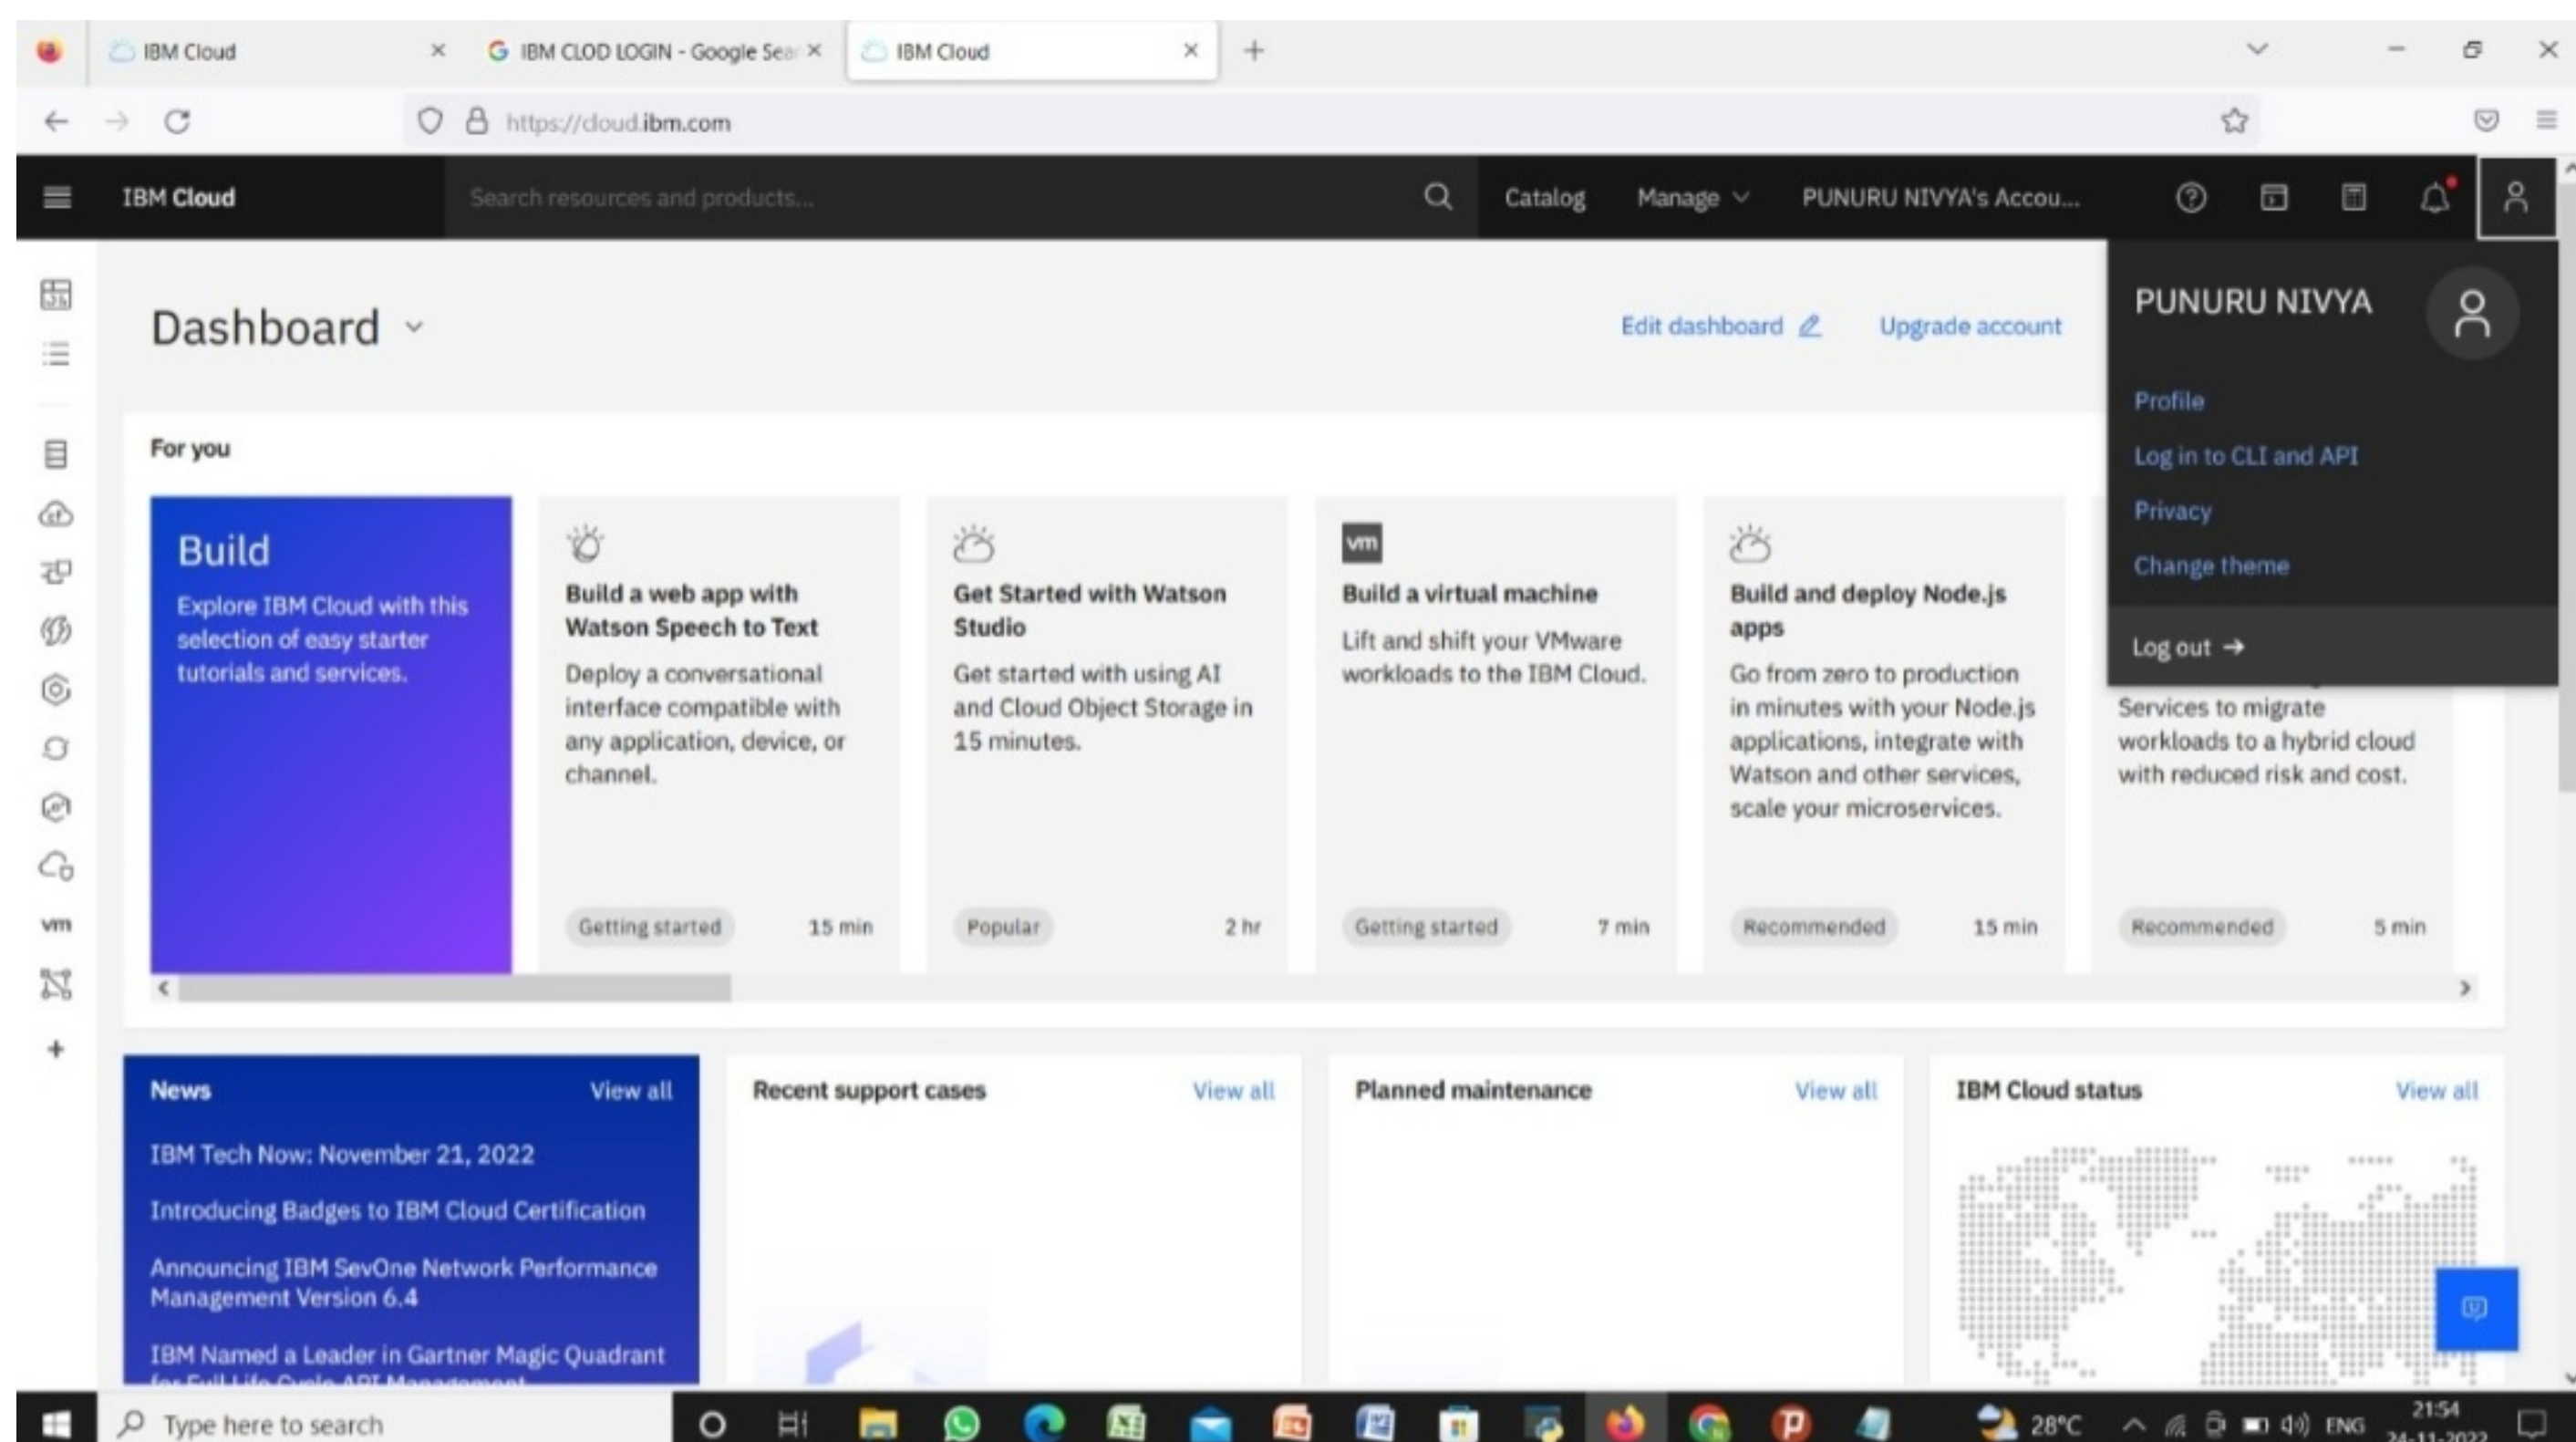 IBM Cloud
IBM CLOD LOGIN - Google Sear
IBM Cloud
https://cloud.ibm.com
IBM Cloud
Search resources and products...
Catalog
Manage
PUNURU NIVYA's Accou...
PUNURU NIVYA
Profile
Log in to CLI and API
Privacy
Change theme
Log out →
Dashboard
Edit dashboard
Upgrade account
For you
Build
Explore IBM Cloud with this
selection of easy starter
tutorials and services.
Build a web app with
Watson Speech to Text
Deploy a conversational
interface compatible with
any application, device, or
channel.
Getting started 15 min
Get Started with Watson
Studio
Get started with using AI
and Cloud Object Storage in
15 minutes.
Popular 2 hr
vm
Build a virtual machine
Lift and shift your VMware
workloads to the IBM Cloud.
Getting started 7 min
Build and deploy Node.js
apps
Go from zero to production
in minutes with your Node.js
applications, integrate with
Watson and other services,
scale your microservices.
Recommended 15 min
Services to migrate
workloads to a hybrid cloud
with reduced risk and cost.
Recommended 5 min
vm
News View all
IBM Tech Now: November 21, 2022
Introducing Badges to IBM Cloud Certification
Announcing IBM SevOne Network Performance
Management Version 6.4
IBM Named a Leader in Gartner Magic Quadrant
for Full Life Cycle API Management
Recent support cases View all
Planned maintenance View all
IBM Cloud status View all
Type here to search
28°C
ENG
21:54
24-11-2022